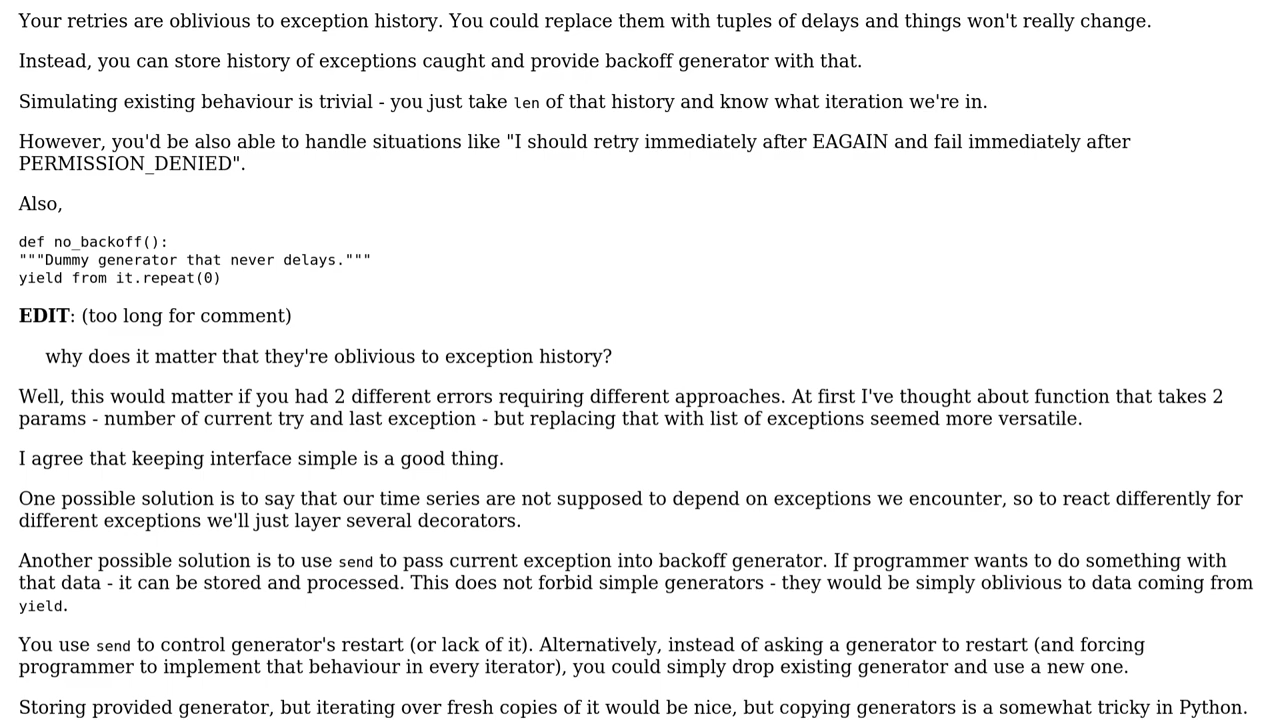 Your retries are oblivious to exception history. You could replace them with tuples of delays and things won't really change.
Instead, you can store history of exceptions caught and provide backoff generator with that.
Simulating existing behaviour is trivial - you just take len of that history and know what iteration we're in.
However, you'd be also able to handle situations like "I should retry immediately after EAGAIN and fail immediately after
PERMISSION_DENIED".
Also,
def no_backoff():
"""Dummy generator that never delays."""
yield from it.repeat(0)
EDIT: (too long for comment)
why does it matter that they're oblivious to exception history?
Well, this would matter if you had 2 different errors requiring different approaches. At first I've thought about function that takes 2
params - number of current try and last exception - but replacing that with list of exceptions seemed more versatile.
I agree that keeping interface simple is a good thing.
One possible solution is to say that our time series are not supposed to depend on exceptions we encounter, so to react differently for
different exceptions we'll just layer several decorators.
Another possible solution is to use send to pass current exception into backoff generator. If programmer wants to do something with
that data - it can be stored and processed. This does not forbid simple generators - they would be simply oblivious to data coming from
yield.
You use send to control generator's restart (or lack of it). Alternatively, instead of asking a generator to restart (and forcing
programmer to implement that behaviour in every iterator), you could simply drop existing generator and use a new one.
Storing provided generator, but iterating over fresh copies of it would be nice, but copying generators is a somewhat tricky in Python.